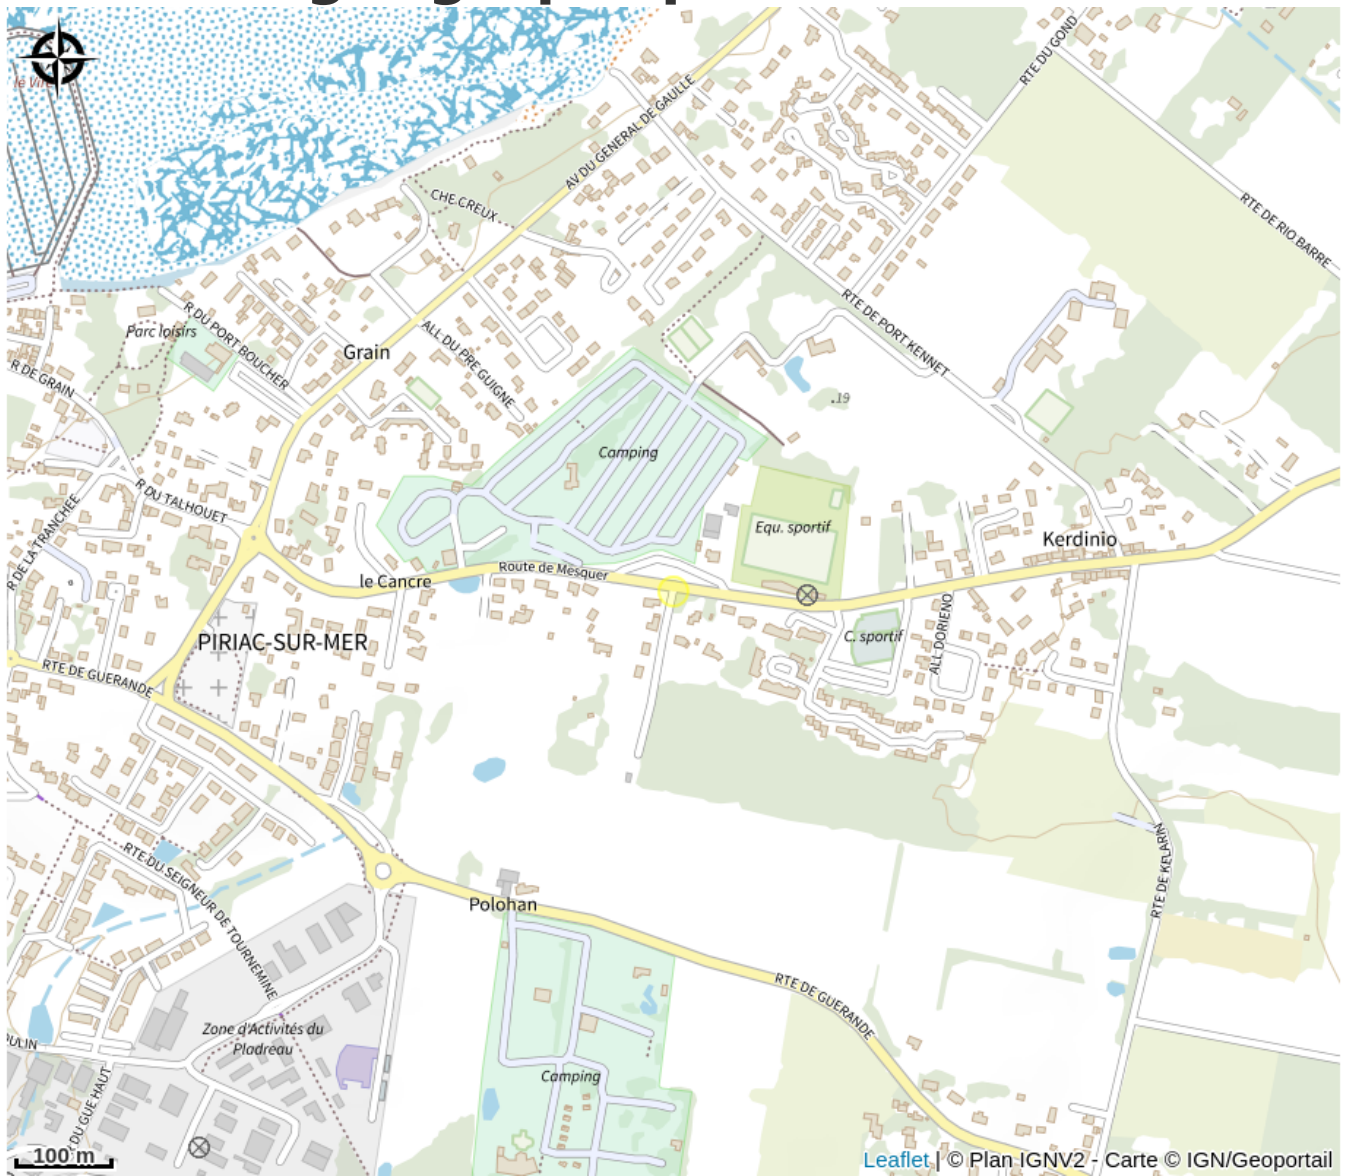 RTE DU GOND
AV DU GENERAL DE GAULLE
CHE CREUX
RTE DE RIO BARRE
R DU PORT BOUCHER
Parc loisirs
RTE DE PORT KENNET
ALL DU PRE GUIGNE
Grain
R DE GRAIN
.19
Camping
R DU TALHOUET
R DE LA TRANCHEE
Equ. sportif
Kerdinio
Route de Mesquer
le Cancre
ALL DORIENO
C. sportif
PIRIAC-SUR-MER
RTE DE GUERANDE
RTE DU SEIGNEUR DE TOURNEMINE
RTE DE KELARIN
Polohan
RTE DE GUERANDE
Zone d'Activités du
Pladreau
Camping
DU GUE HAUT
100 m
Leaflet | © Plan IGNV2 - Carte © IGN/Geoportail